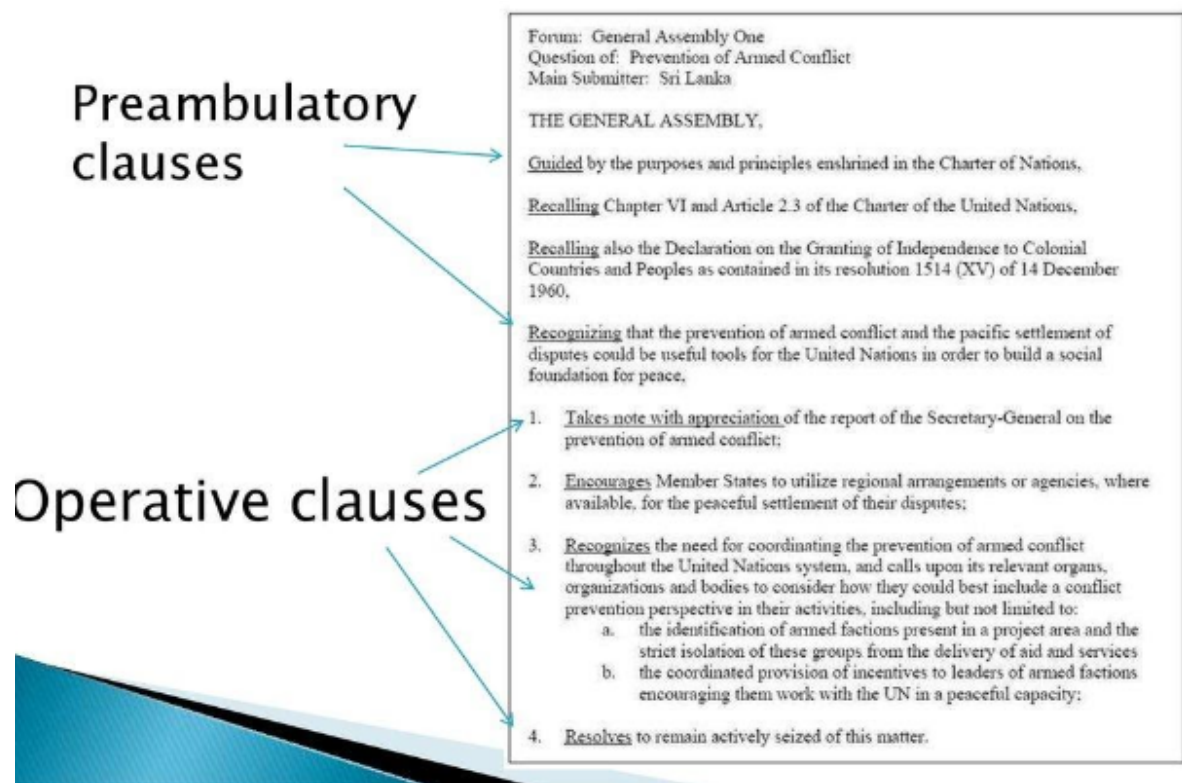 Preambulatory
clauses
Operative clauses
Forum: General Assembly One
Question of: Prevention of Armed Conflict
Main Submitter: Sri Lanka
THE GENERAL ASSEMBLY,
Guided by the purposes and principles enshrined in the Charter of Nations,
Recalling Chapter VI and Article 2.3 of the Charter of the United Nations,
Recalling also the Declaration on the Granting of Independence to Colonial
Countries and Peoples as contained in its resolution 1514 (XV) of 14 December
1960,
Recognizing that the prevention of armed conflict and the pacific settlement of
disputes could be useful tools for the United Nations in order to build a social
foundation for peace,
1. Takes note with appreciation of the report of the Secretary-General on the
prevention of armed conflict;
2. Encourages Member States to utilize regional arrangements or agencies, where
available, for the peaceful settlement of their disputes;
3. Recognizes the need for coordinating the prevention of armed conflict
throughout the United Nations system, and calls upon its relevant organs,
organizations and bodies to consider how they could best include a conflict
prevention perspective in their activities, including but not limited to:
a. the identification of armed factions present in a project area and the
strict isolation of these groups from the delivery of aid and services
b. the coordinated provision of incentives to leaders of armed factions
encouraging them work with the UN in a peaceful capacity;
4. Resolves to remain actively seized of this matter.